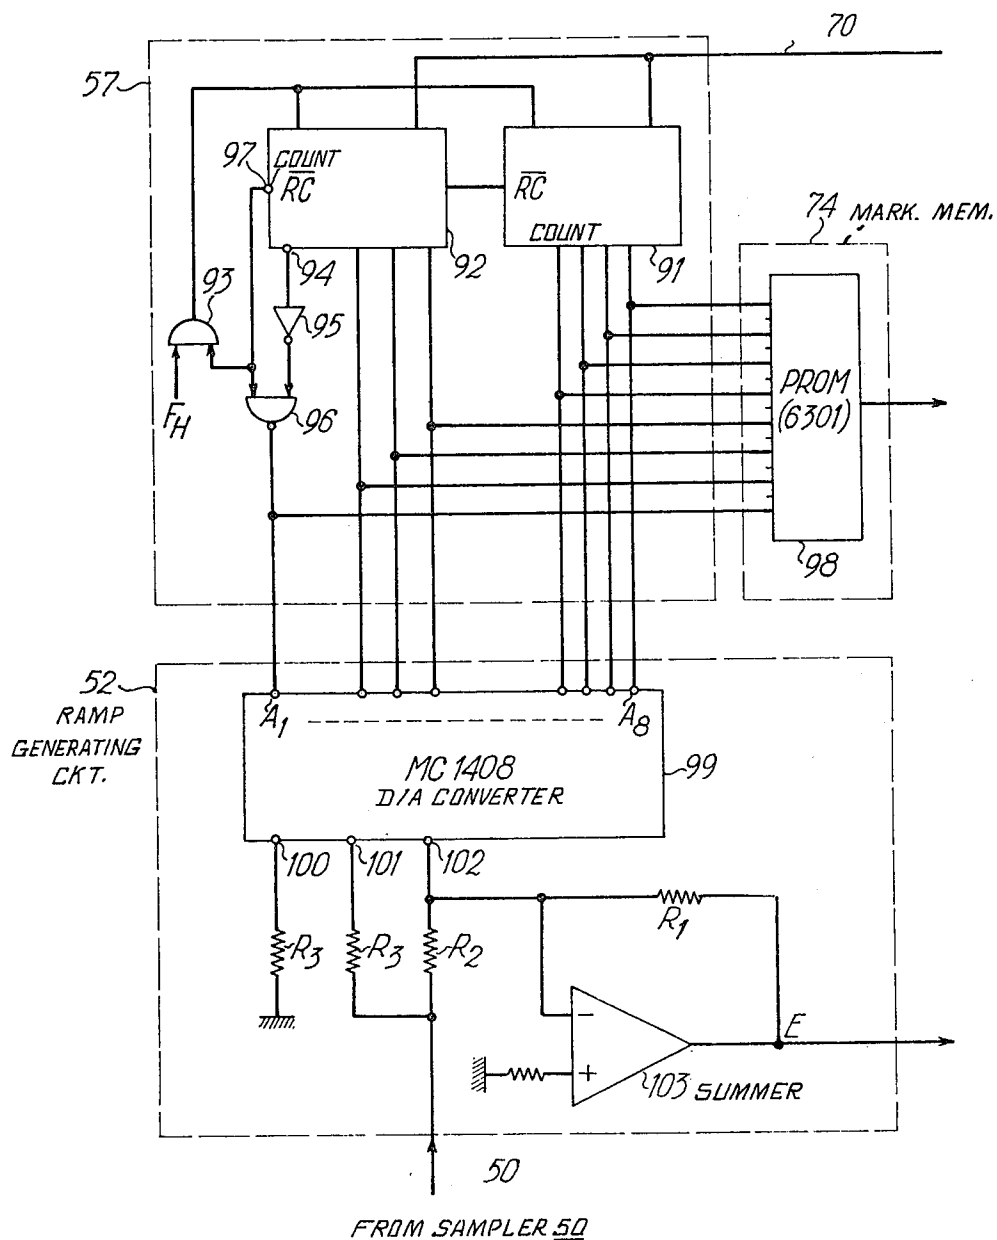 70
57
97
COUNT
RC
RC
COUNT
74 MARK. MEM.
94
92
91
93
95
PROM
(6301)
FH
96
98
52
RAMP
GENERATING
CKT.
A1
A8
MC1408
D/A CONVERTER
99
100
101
102
R3
R3
R2
R1
−
+
E
103 SUMMER
50
FROM SAMPLER 50